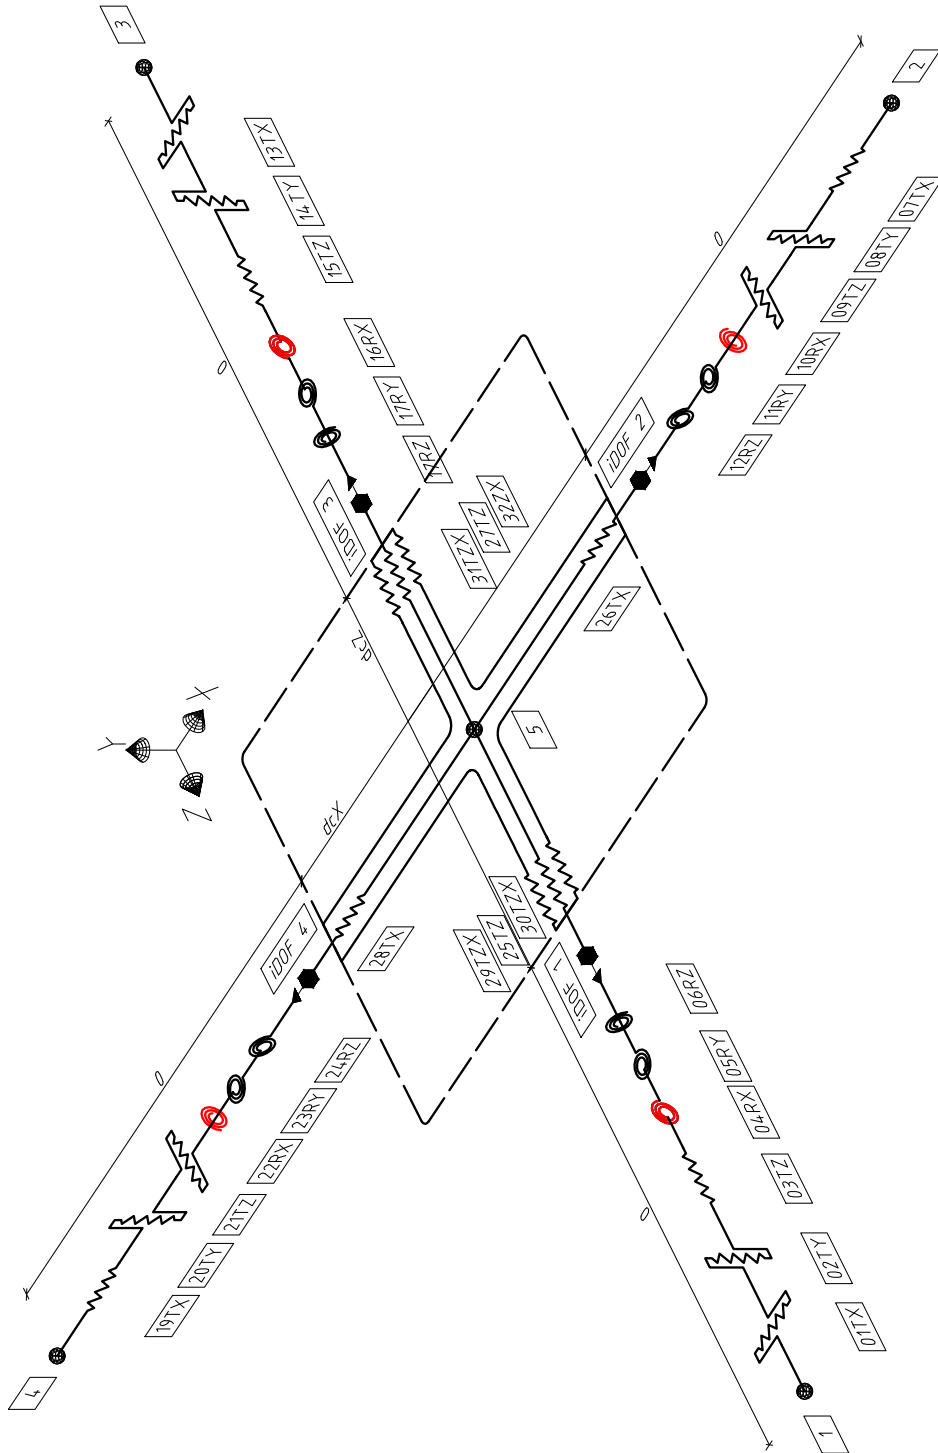 3
2
13TX
14TY
15TZ
07TX
08TY
09TZ
10RX
11RY
12RZ
0
0
16RX
17RY
17RZ
iDOF 2
iDOF 3
32ZX
27TZ
31TZX
26TX
dcZ
5
Y
X
Z
dcX
iDOF 4
28TX
30TZX
25TZ
29TZX
iDOF 1
06RZ
05RY
04RX
03TZ
02TY
01TX
0
0
24RZ
23RY
22RX
21TZ
20TY
19TX
4
1